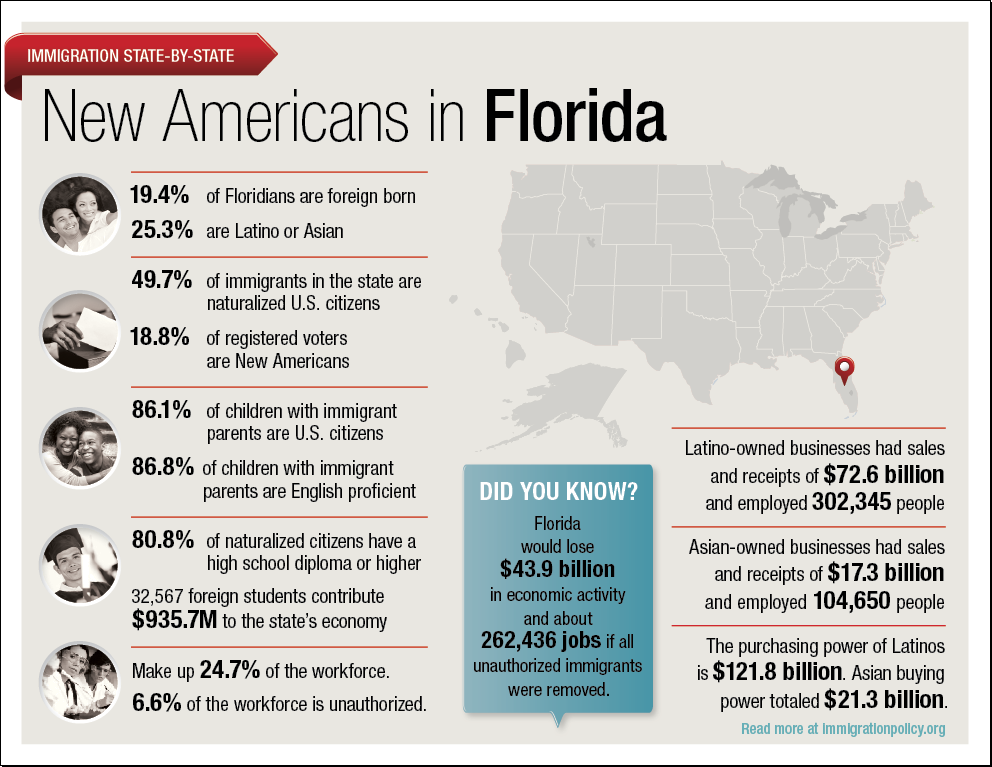 IMMIGRATION STATE-BY-STATE
New Americans in Florida
19.4% of Floridians are foreign born
25.3% are Latino or Asian
49.7% of immigrants in the state are
naturalized U.S. citizens
18.8% of registered voters
are New Americans
86.1% of children with immigrant
parents are U.S. citizens
86.8% of children with immigrant
parents are English proficient
80.8% of naturalized citizens have a
high school diploma or higher
32,567 foreign students contribute
$935.7M to the state's economy
Make up 24.7% of the workforce.
6.6% of the workforce is unauthorized.
DID YOU KNOW?
Florida
would lose
$43.9 billion
in economic activity
and about
262,436 jobs if all
unauthorized immigrants
were removed.
Latino-owned businesses had sales
and receipts of $72.6 billion
and employed 302,345 people
Asian-owned businesses had sales
and receipts of $17.3 billion
and employed 104,650 people
The purchasing power of Latinos
is $121.8 billion. Asian buying
power totaled $21.3 billion.
Read more at immigrationpolicy.org